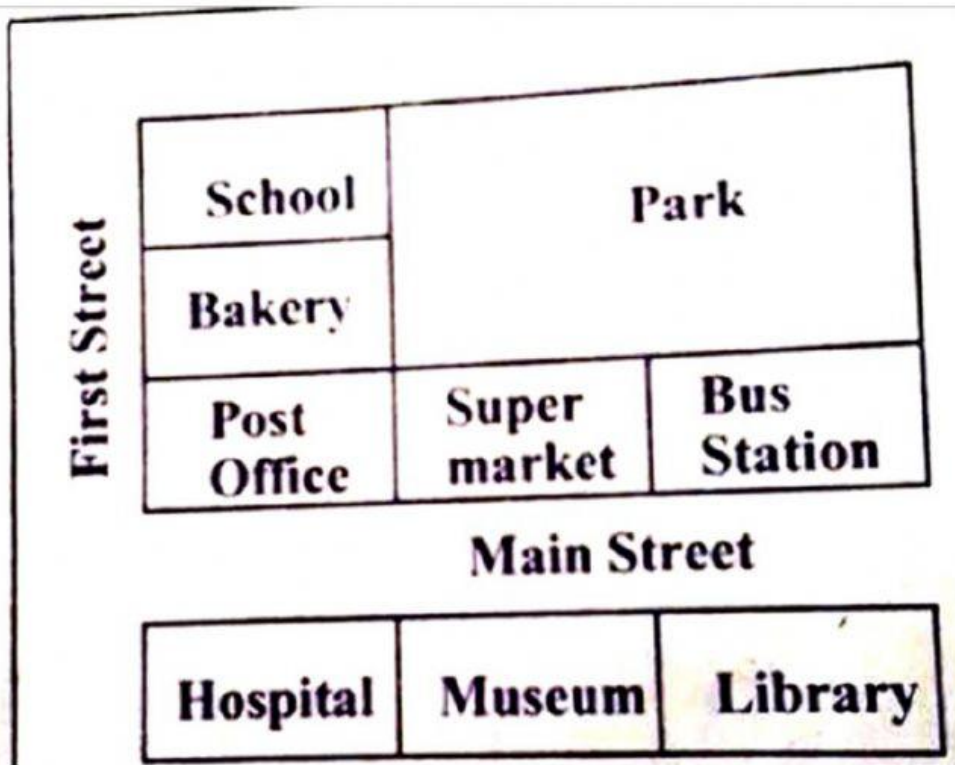 School
Park
First Street
Bakery
Post
Office
Super
market
Bus
Station
Main Street
Hospital
Museum
Library